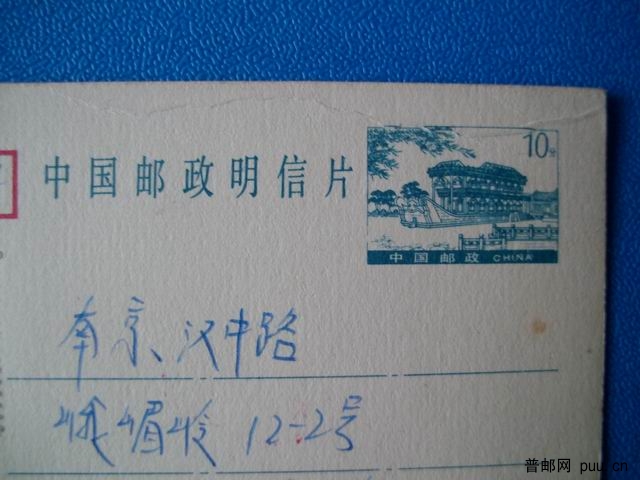 中国邮政明信片
10分
中国邮政 CHINA
南京汉中路
峨嵋岭 12-2号
普邮网 puu.cn